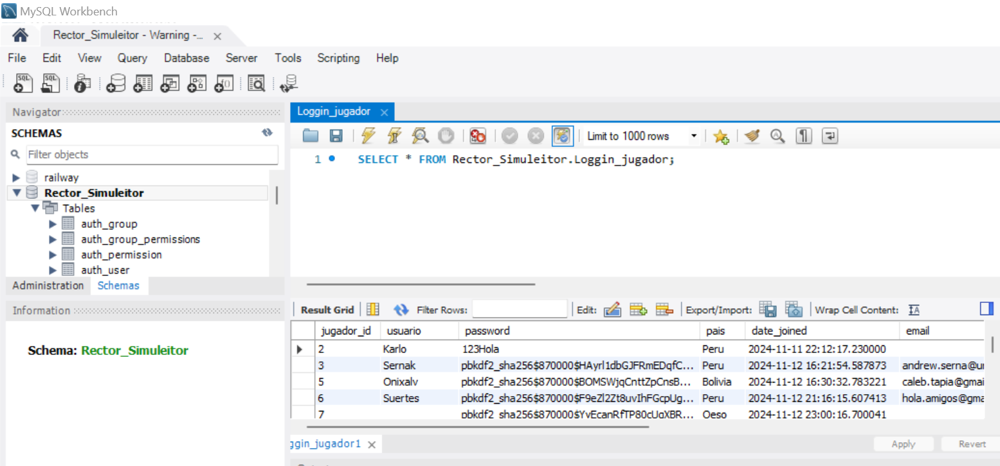 MySQL Workbench
Rector_Simuleitor - Warning -...
File Edit View Query Database Server Tools Scripting Help
Navigator
SCHEMAS
Filter objects
railway
Rector_Simuleitor
Tables
auth_group
auth_group_permissions
auth_permission
auth_user
Administration Schemas
Information
Schema: Rector_Simuleitor
Loggin_jugador
Limit to 1000 rows
1 SELECT * FROM Rector_Simuleitor.Loggin_jugador;
Result Grid Filter Rows: Edit: Export/Import: Wrap Cell Content:
jugador_id usuario password pais date_joined email
2 Karlo 123Hola Peru 2024-11-11 22:12:17.230000
3 Sernak pbkdf2_sha256$870000$HAyrl1dbGJFRmEDqfC... Peru 2024-11-12 16:21:54.587873 andrew.serna@u
5 Onixalv pbkdf2_sha256$870000$BOMSWjqCnttZpCnsB... Bolivia 2024-11-12 16:30:32.783221 caleb.tapia@gmai
6 Suertes pbkdf2_sha256$870000$F9eZl2Zt8uvIhFGcpUg... Peru 2024-11-12 21:16:15.607413 hola.amigos@gma
7 pbkdf2_sha256$870000$YvEcanRfTP80cUqXBR... Oeso 2024-11-12 23:00:16.700041
ggin_jugador1
Apply Revert